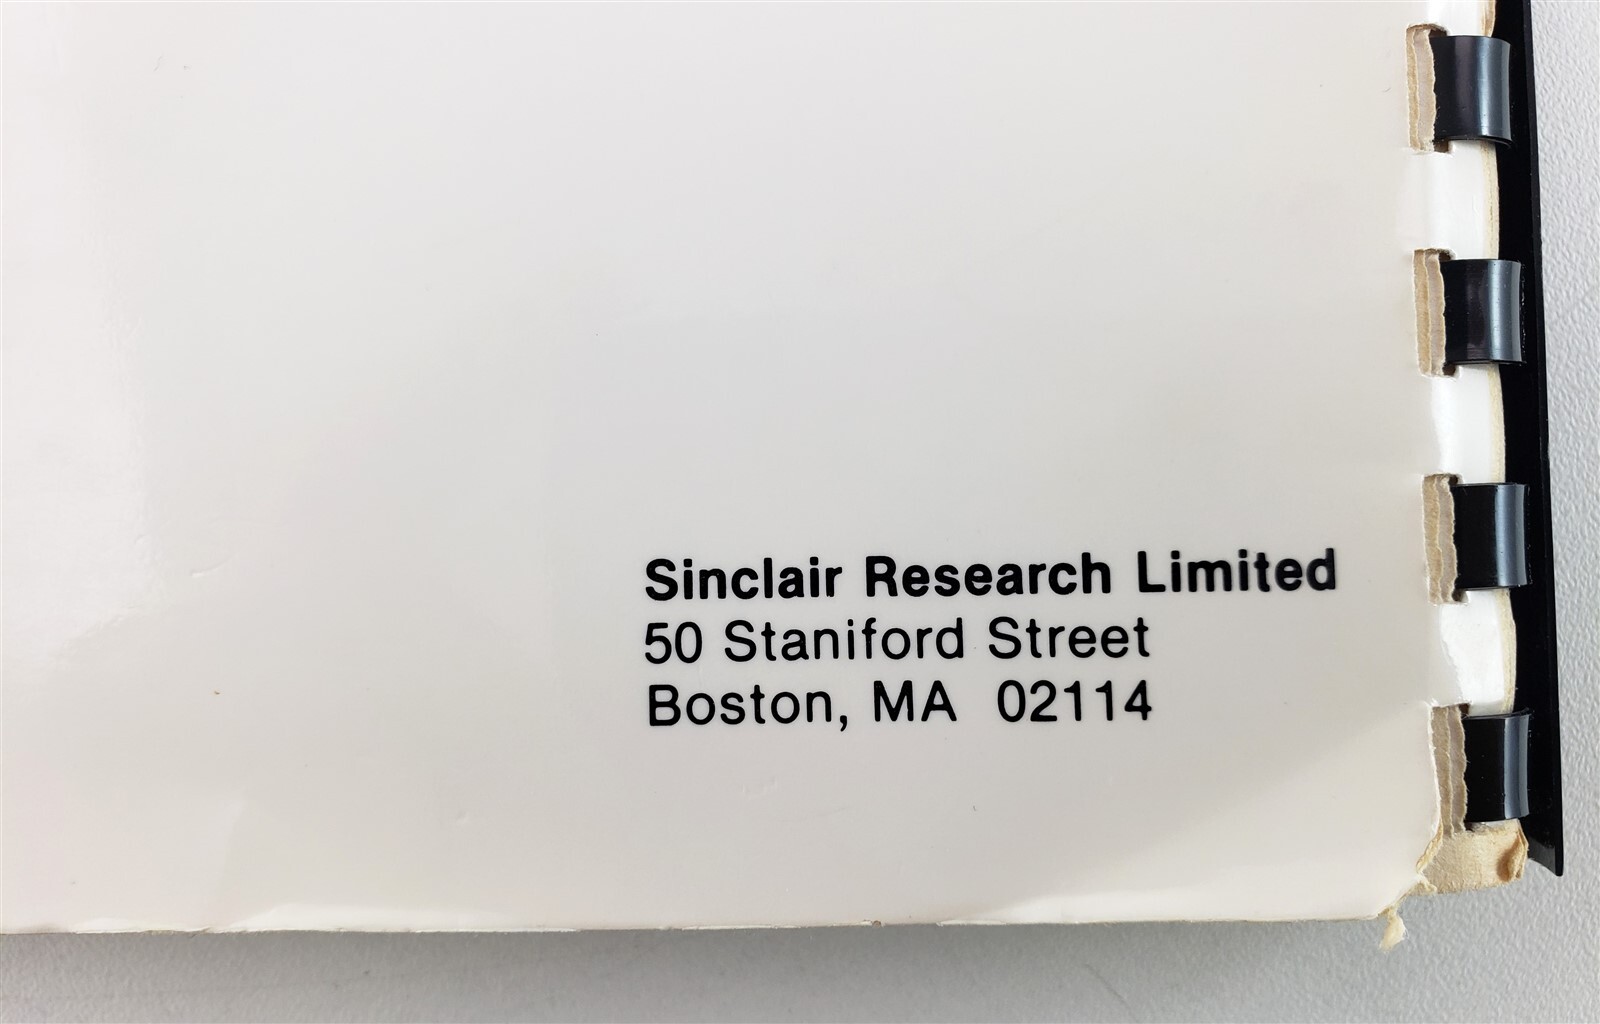 Sinclair Research Limited
50 Staniford Street
Boston, MA  02114